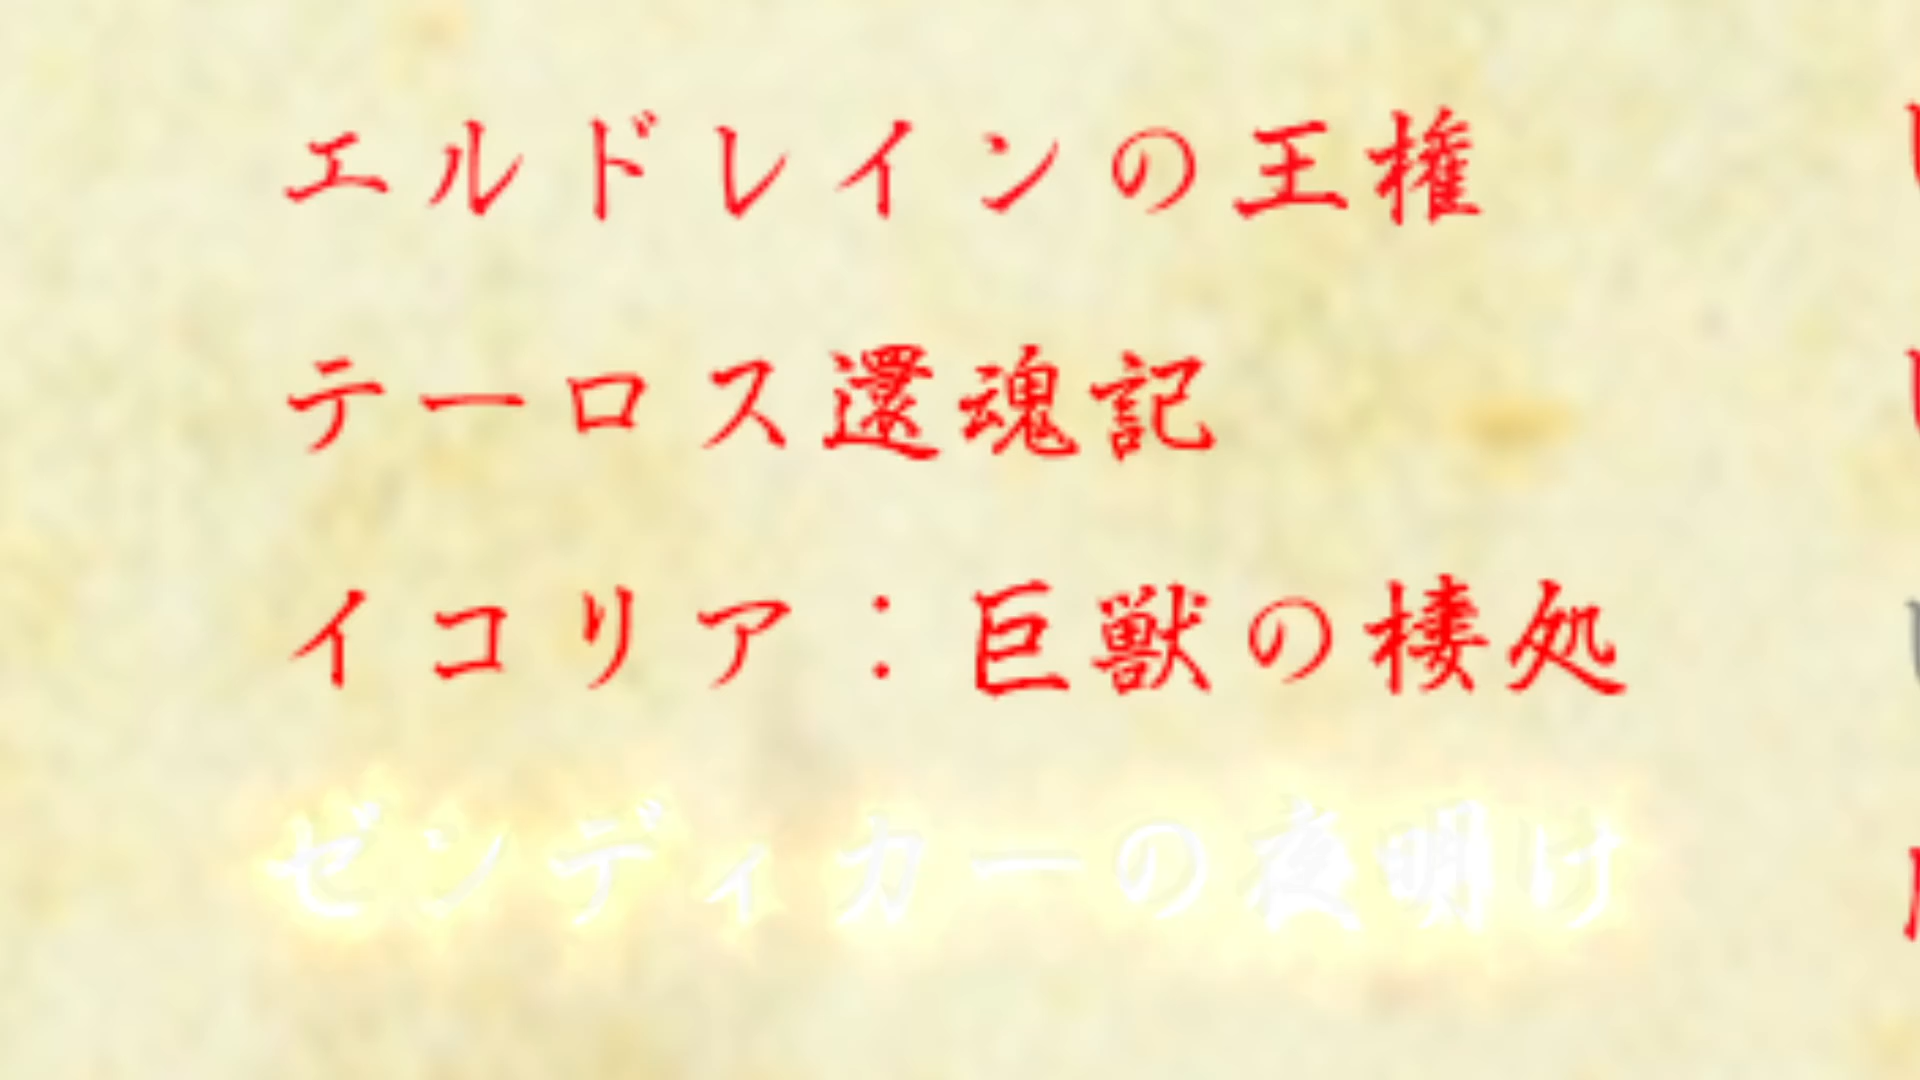 エルドレインの王権
テーロス還魂記
イコリア：巨獣の棲処
ゼンディカーの夜明け